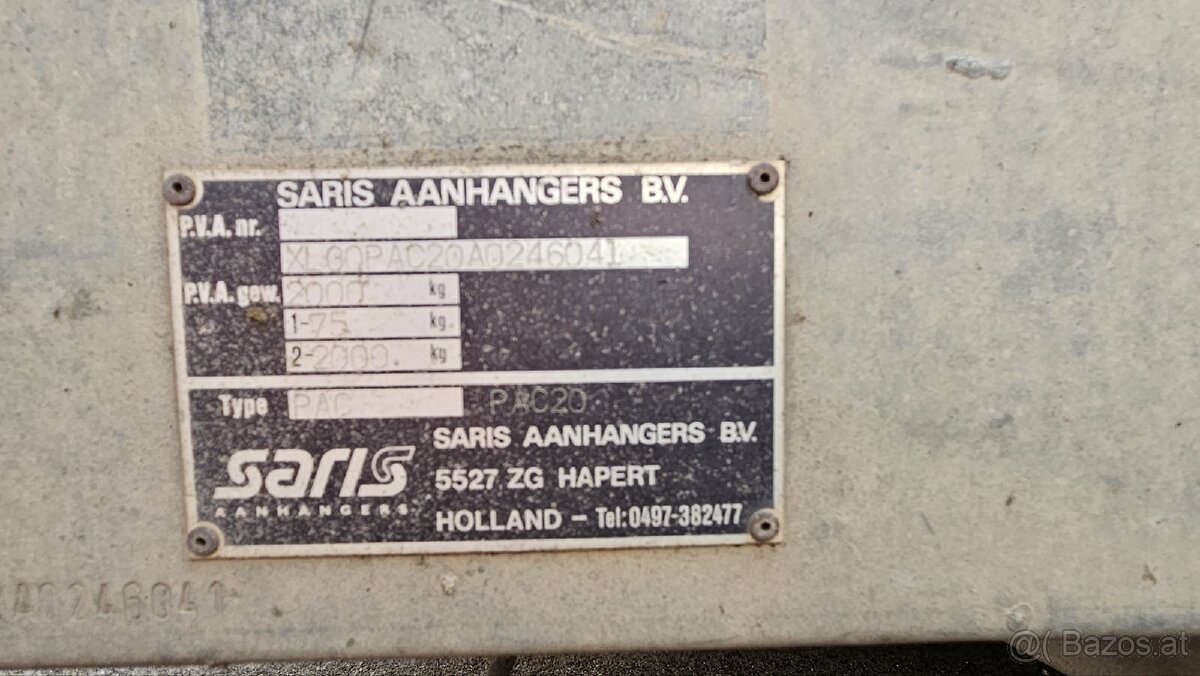 SARIS AANHANGERS B.V.
P.V.A. nr.
XLG0PAC20A0246041
P.V.A. gew. 2000 kg
1-75 kg.
2-2000. kg
Type PAC PAC20
SARIS AANHANGERS B.V.
saris 5527 ZG HAPERT
AANHANGERS HOLLAND – Tel:0497-382477
A0246041
@( Bazos.at